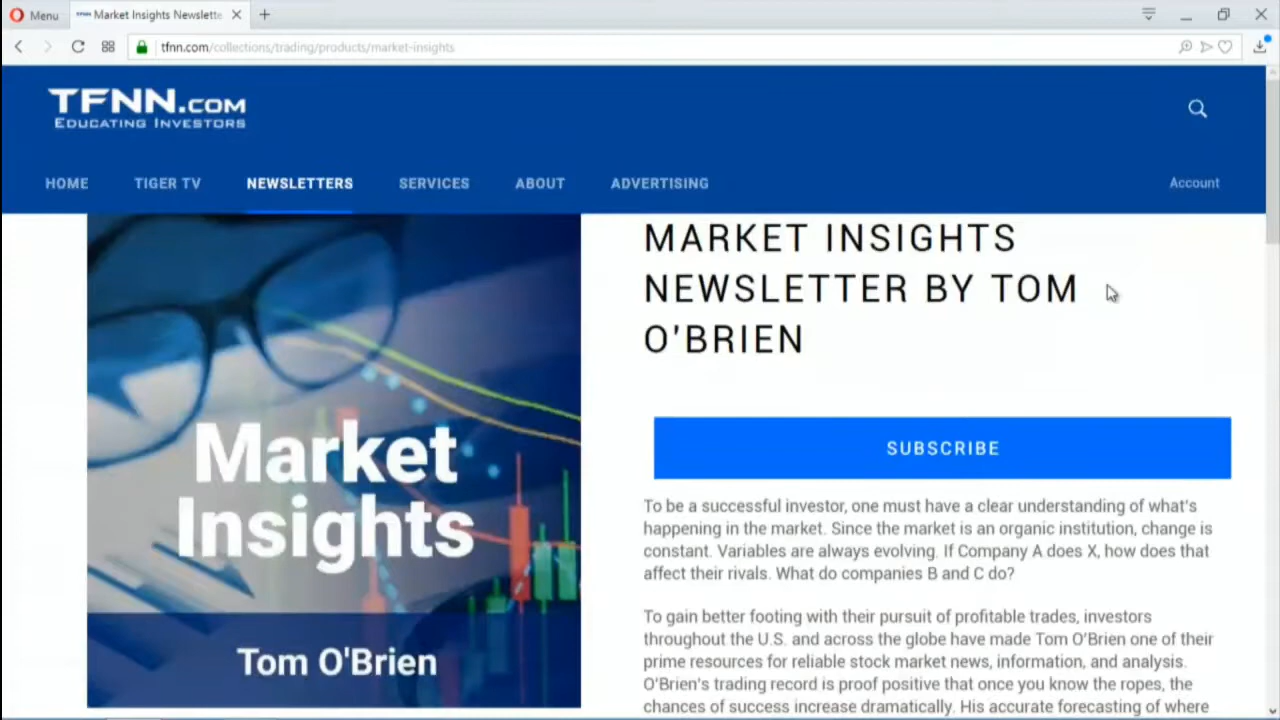 Menu
Market Insights Newslette
tfnn.com/collections/trading/products/market-insights
TFNN.COM
EDUCATING INVESTORS
HOME TIGER TV NEWSLETTERS SERVICES ABOUT ADVERTISING Account
MARKET INSIGHTS
NEWSLETTER BY TOM
O'BRIEN
Market
Insights
Tom O'Brien
SUBSCRIBE
To be a successful investor, one must have a clear understanding of what's
happening in the market. Since the market is an organic institution, change is
constant. Variables are always evolving. If Company A does X, how does that
affect their rivals. What do companies B and C do?
To gain better footing with their pursuit of profitable trades, investors
throughout the U.S. and across the globe have made Tom O'Brien one of their
prime resources for reliable stock market news, information, and analysis.
O'Brien's trading record is proof positive that once you know the ropes, the
chances of success increase dramatically. His accurate forecasting of where